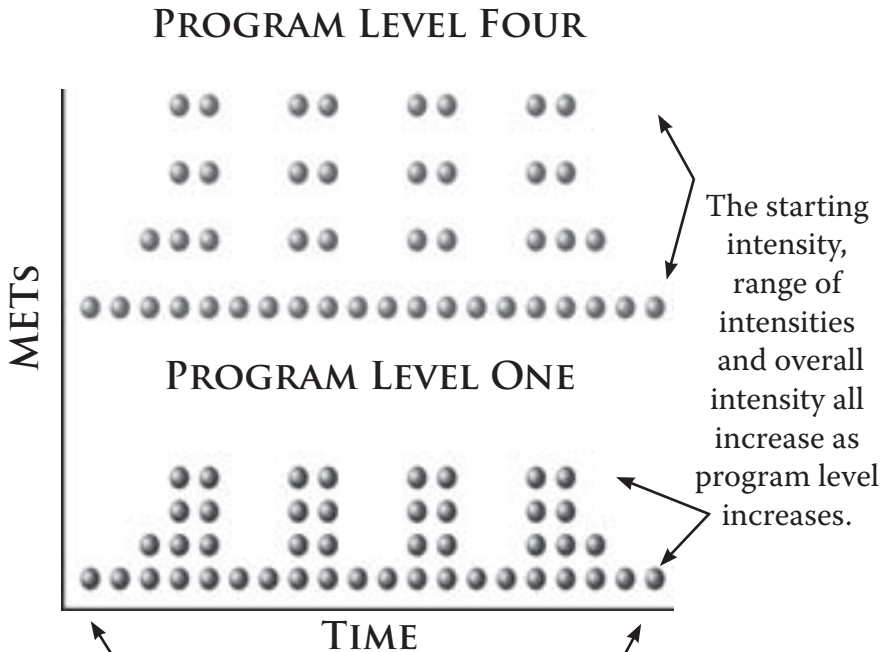 PROGRAM LEVEL FOUR
METS
The starting
intensity,
range of
intensities
and overall
intensity all
increase as
program level
increases.
PROGRAM LEVEL ONE
TIME